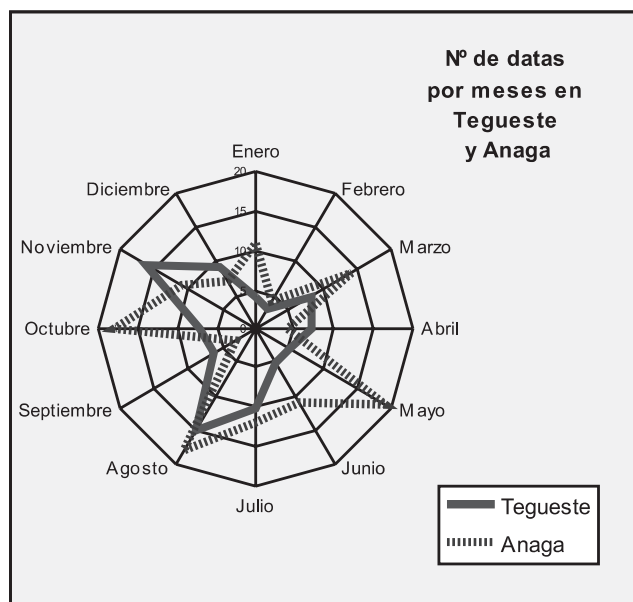 Nº de datas
por meses en
Tegueste
y Anaga
Enero
20
Diciembre
Febrero
15
Noviembre
10
Marzo
5
Octubre
0
Abril
Septiembre
Mayo
Agosto
Junio
Julio
Tegueste
Anaga